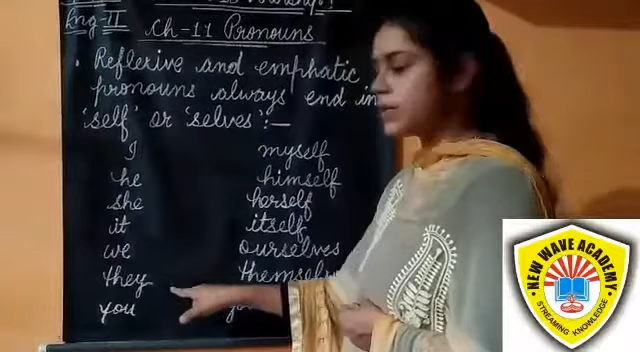 Eng-II
Ch-11 Pronouns
• Reflexive and emphatic
pronouns always end in
'self' or 'selves':—
I myself
he himself
she herself
it itself
we ourselves
they
you
NEW WAVE ACADEMY
STREAMING KNOWLEDGE